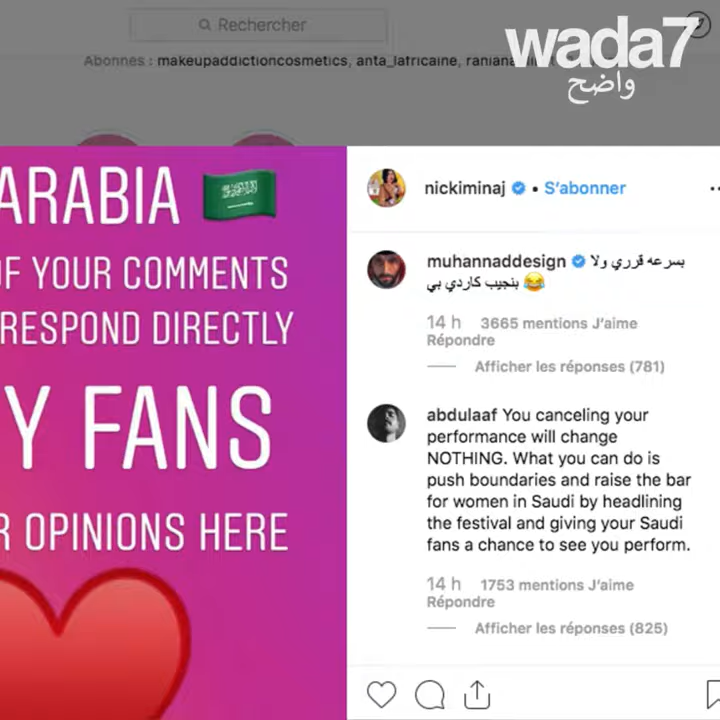 Rechercher
wada7
واضح
Abonnés : makeupaddictioncosmetics, anta_lafricaine,
ARABIA
OF YOUR COMMENTS
RESPOND DIRECTLY
Y FANS
R OPINIONS HERE
nickiminaj • S'abonner
muhannaddesign بسرعه قرري ولا
بنجيب كاردي بي 😂
14 h 3665 mentions J'aime
Répondre
Afficher les réponses (781)
abdulaaf You canceling your
performance will change
NOTHING. What you can do is
push boundaries and raise the bar
for women in Saudi by headlining
the festival and giving your Saudi
fans a chance to see you perform.
14 h 1753 mentions J'aime
Répondre
Afficher les réponses (825)